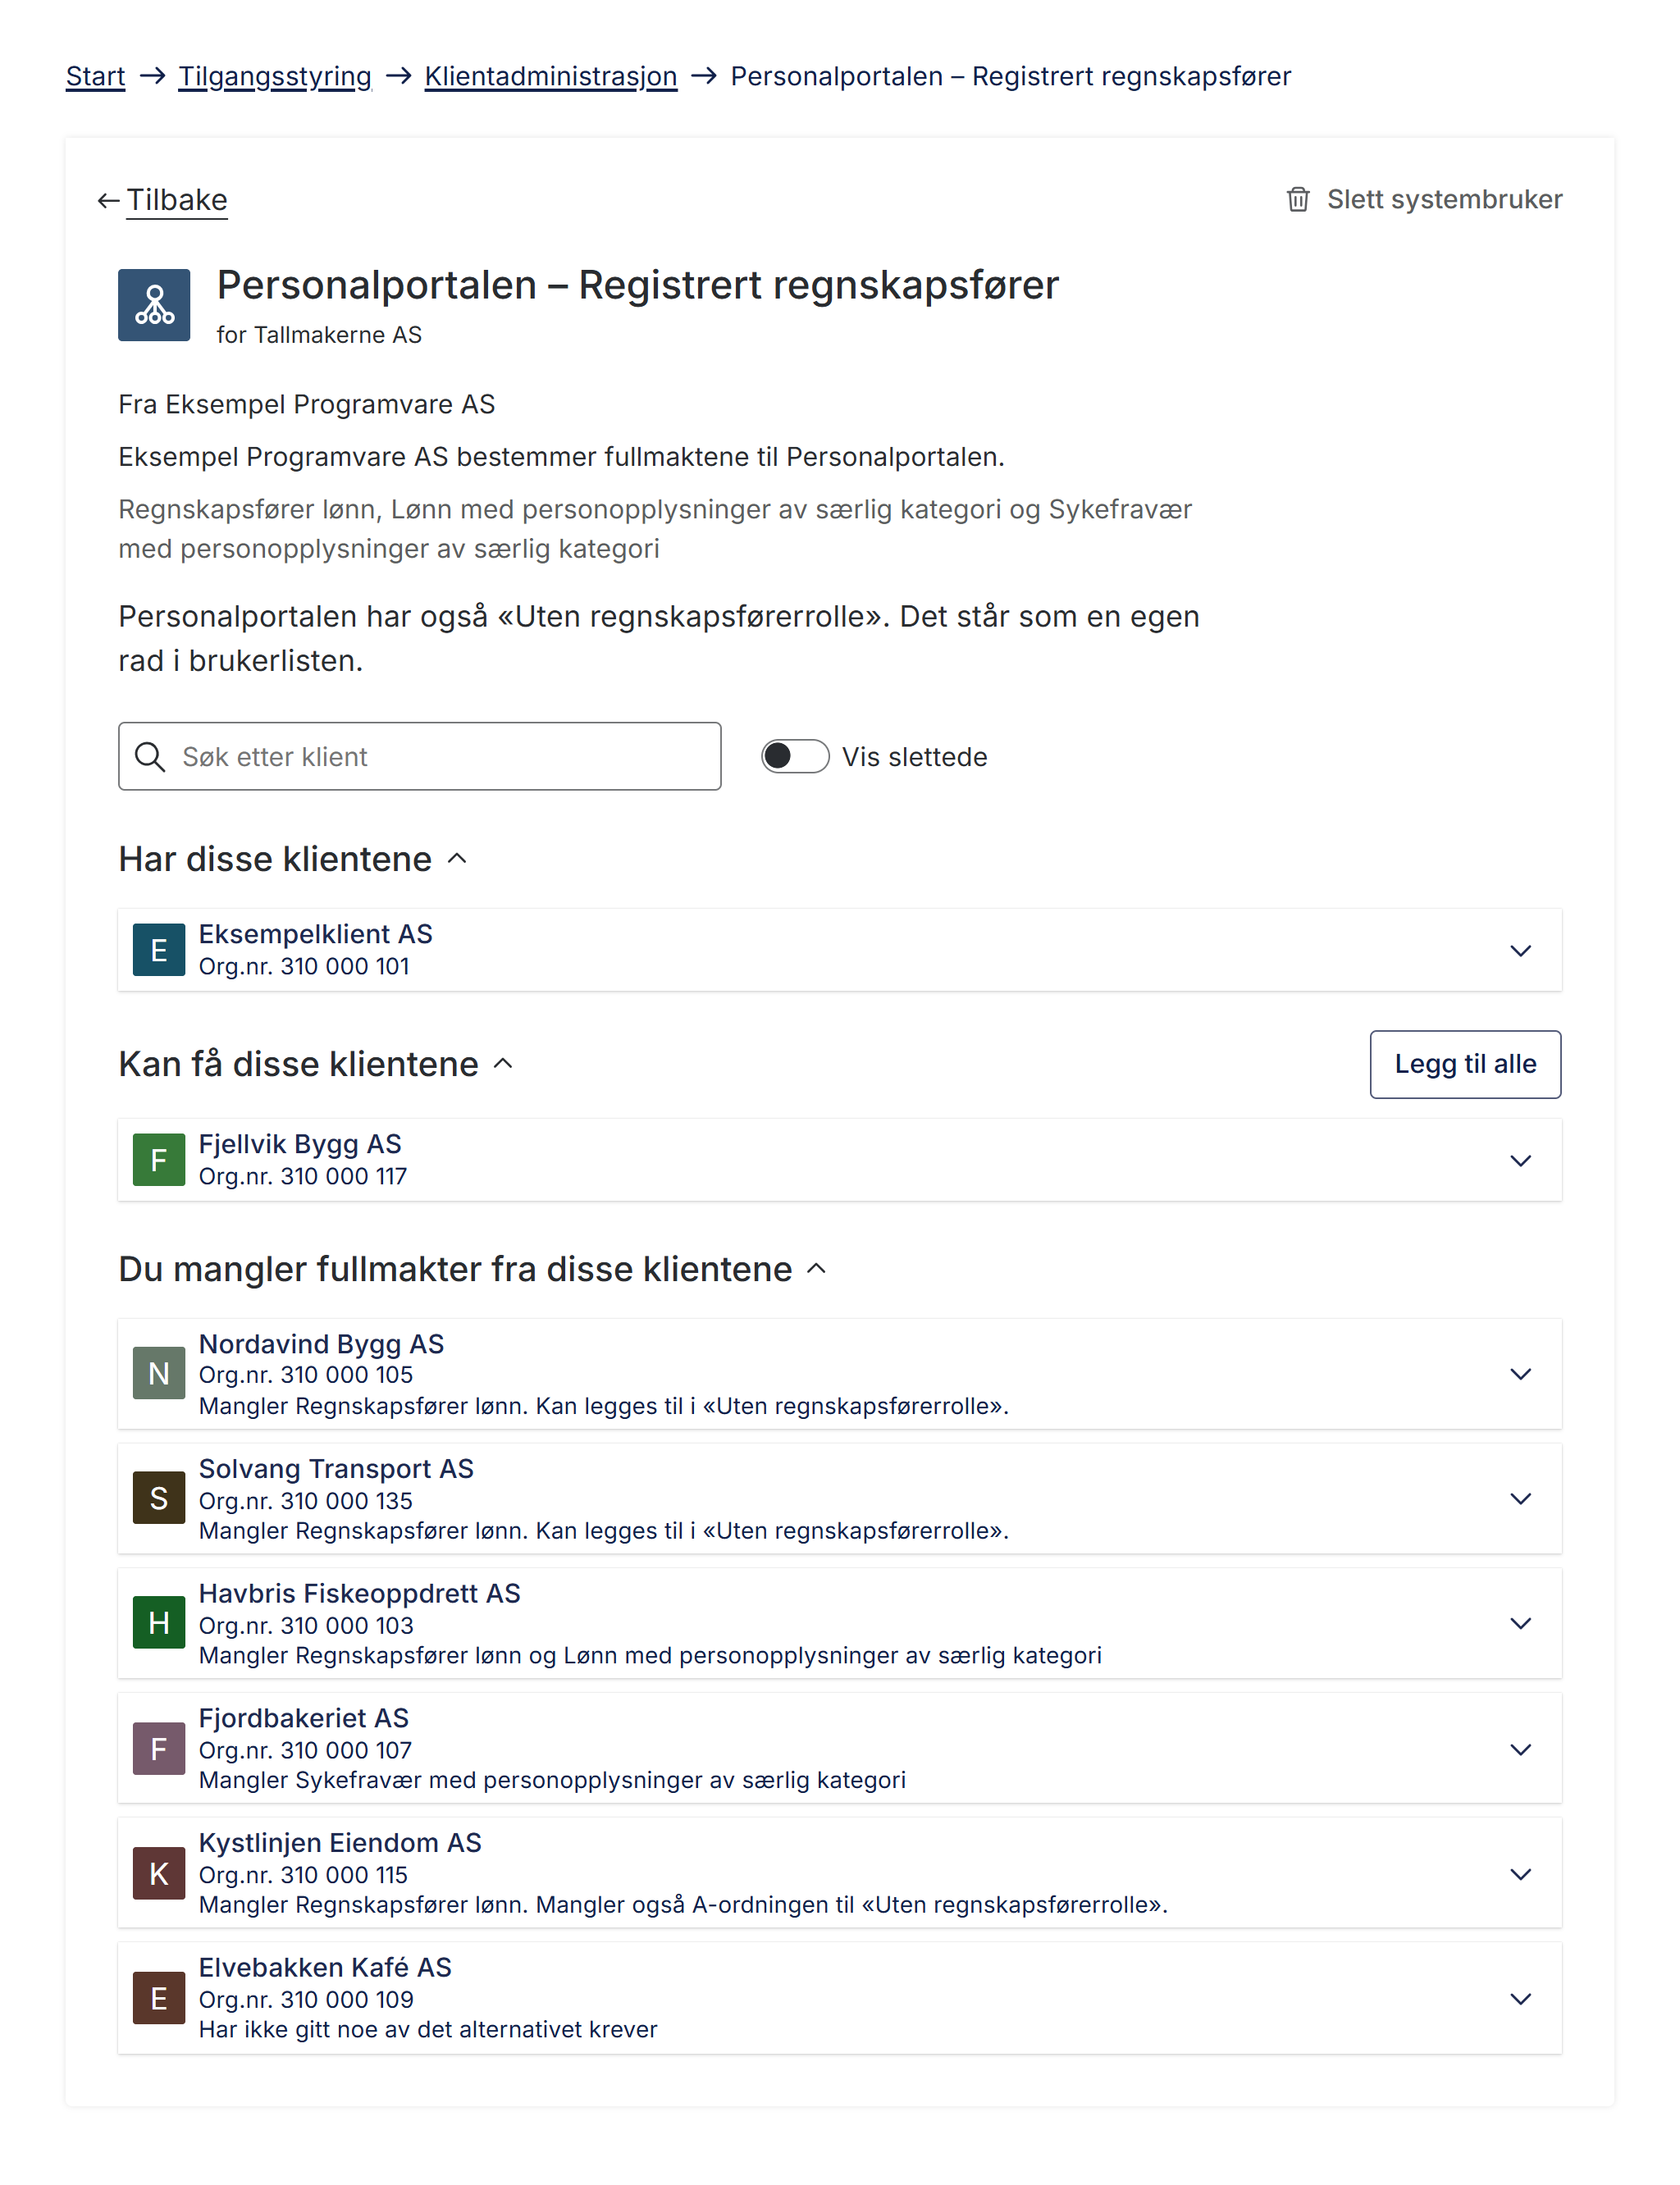 Start → Tilgangsstyring → Klientadministrasjon → Personalportalen – Registrert regnskapsfører
← Tilbake
Slett systembruker
Personalportalen – Registrert regnskapsfører
for Tallmakerne AS
Fra Eksempel Programvare AS
Eksempel Programvare AS bestemmer fullmaktene til Personalportalen.
Regnskapsfører lønn, Lønn med personopplysninger av særlig kategori og Sykefravær
med personopplysninger av særlig kategori
Personalportalen har også «Uten regnskapsførerrolle». Det står som en egen
rad i brukerlisten.
Søk etter klient
Vis slettede
Har disse klientene
E
Eksempelklient AS
Org.nr. 310 000 101
Kan få disse klientene
Legg til alle
F
Fjellvik Bygg AS
Org.nr. 310 000 117
Du mangler fullmakter fra disse klientene
N
Nordavind Bygg AS
Org.nr. 310 000 105
Mangler Regnskapsfører lønn. Kan legges til i «Uten regnskapsførerrolle».
S
Solvang Transport AS
Org.nr. 310 000 135
Mangler Regnskapsfører lønn. Kan legges til i «Uten regnskapsførerrolle».
H
Havbris Fiskeoppdrett AS
Org.nr. 310 000 103
Mangler Regnskapsfører lønn og Lønn med personopplysninger av særlig kategori
F
Fjordbakeriet AS
Org.nr. 310 000 107
Mangler Sykefravær med personopplysninger av særlig kategori
K
Kystlinjen Eiendom AS
Org.nr. 310 000 115
Mangler Regnskapsfører lønn. Mangler også A-ordningen til «Uten regnskapsførerrolle».
E
Elvebakken Kafé AS
Org.nr. 310 000 109
Har ikke gitt noe av det alternativet krever